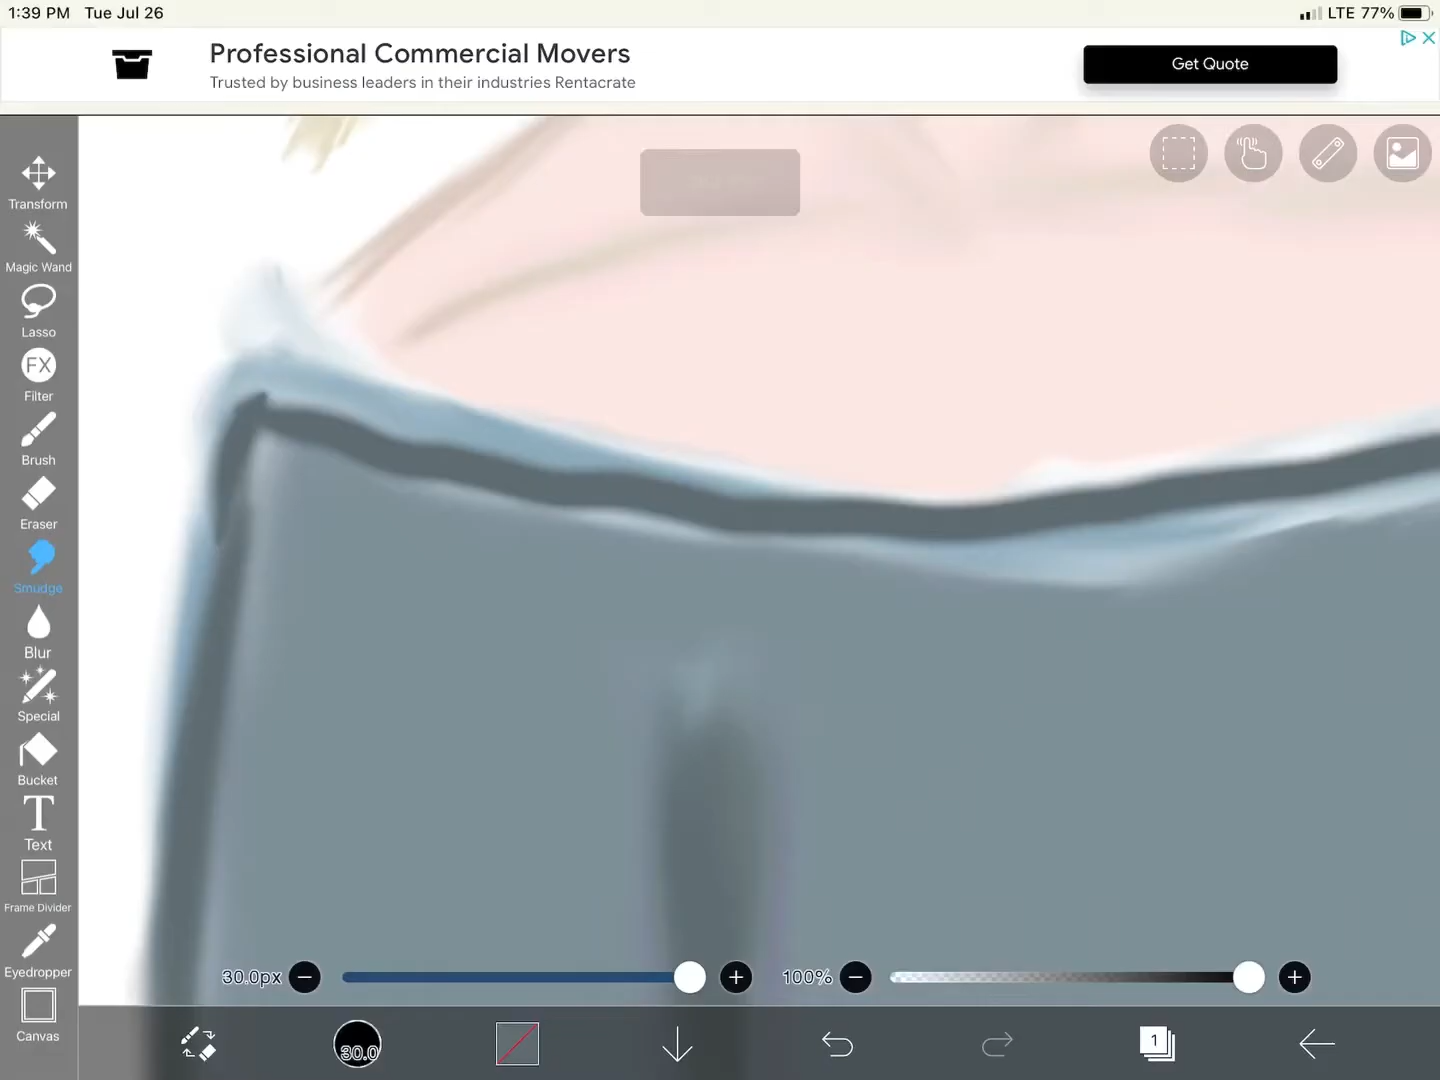 1:39 PM Tue Jul 26
LTE 77%
Professional Commercial Movers
Trusted by business leaders in their industries Rentacrate
Get Quote
Transform
Magic Wand
Lasso
FX
Filter
Brush
Eraser
Smudge
Blur
Special
Bucket
T
Text
Frame Divider
Eyedropper
Canvas
30.0px
100%
30.0
1